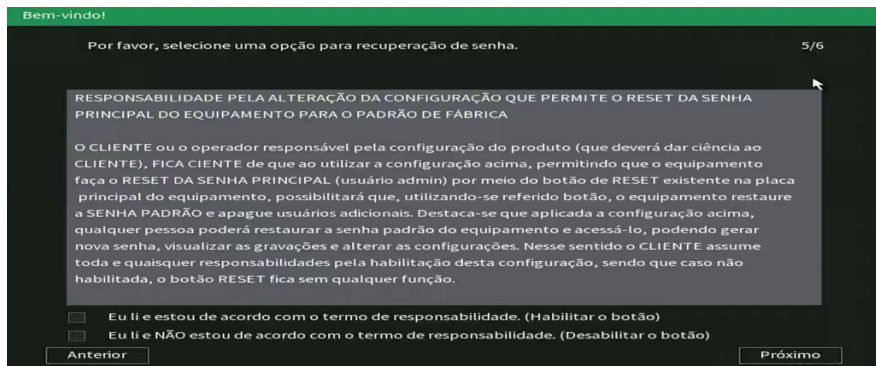 Bem-vindo!
Por favor, selecione uma opção para recuperação de senha.
5/6
RESPONSABILIDADE PELA ALTERAÇÃO DA CONFIGURAÇÃO QUE PERMITE O RESET DA SENHA
PRINCIPAL DO EQUIPAMENTO PARA O PADRÃO DE FÁBRICA
O CLIENTE ou o operador responsável pela configuração do produto (que deverá dar ciência ao
CLIENTE), FICA CIENTE de que ao utilizar a configuração acima, permitindo que o equipamento
faça o RESET DA SENHA PRINCIPAL (usuário admin) por meio do botão de RESET existente na placa
principal do equipamento, possibilitará que, utilizando-se referido botão, o equipamento restaure
a SENHA PADRÃO e apague usuários adicionais. Destaca-se que aplicada a configuração acima,
qualquer pessoa poderá restaurar a senha padrão do equipamento e acessá-lo, podendo gerar
nova senha, visualizar as gravações e alterar as configurações. Nesse sentido o CLIENTE assume
toda e quaisquer responsabilidades pela habilitação desta configuração, sendo que caso não
habilitada, o botão RESET fica sem qualquer função.
Eu li e estou de acordo com o termo de responsabilidade. (Habilitar o botão)
Eu li e NÃO estou de acordo com o termo de responsabilidade. (Desabilitar o botão)
Anterior
Próximo